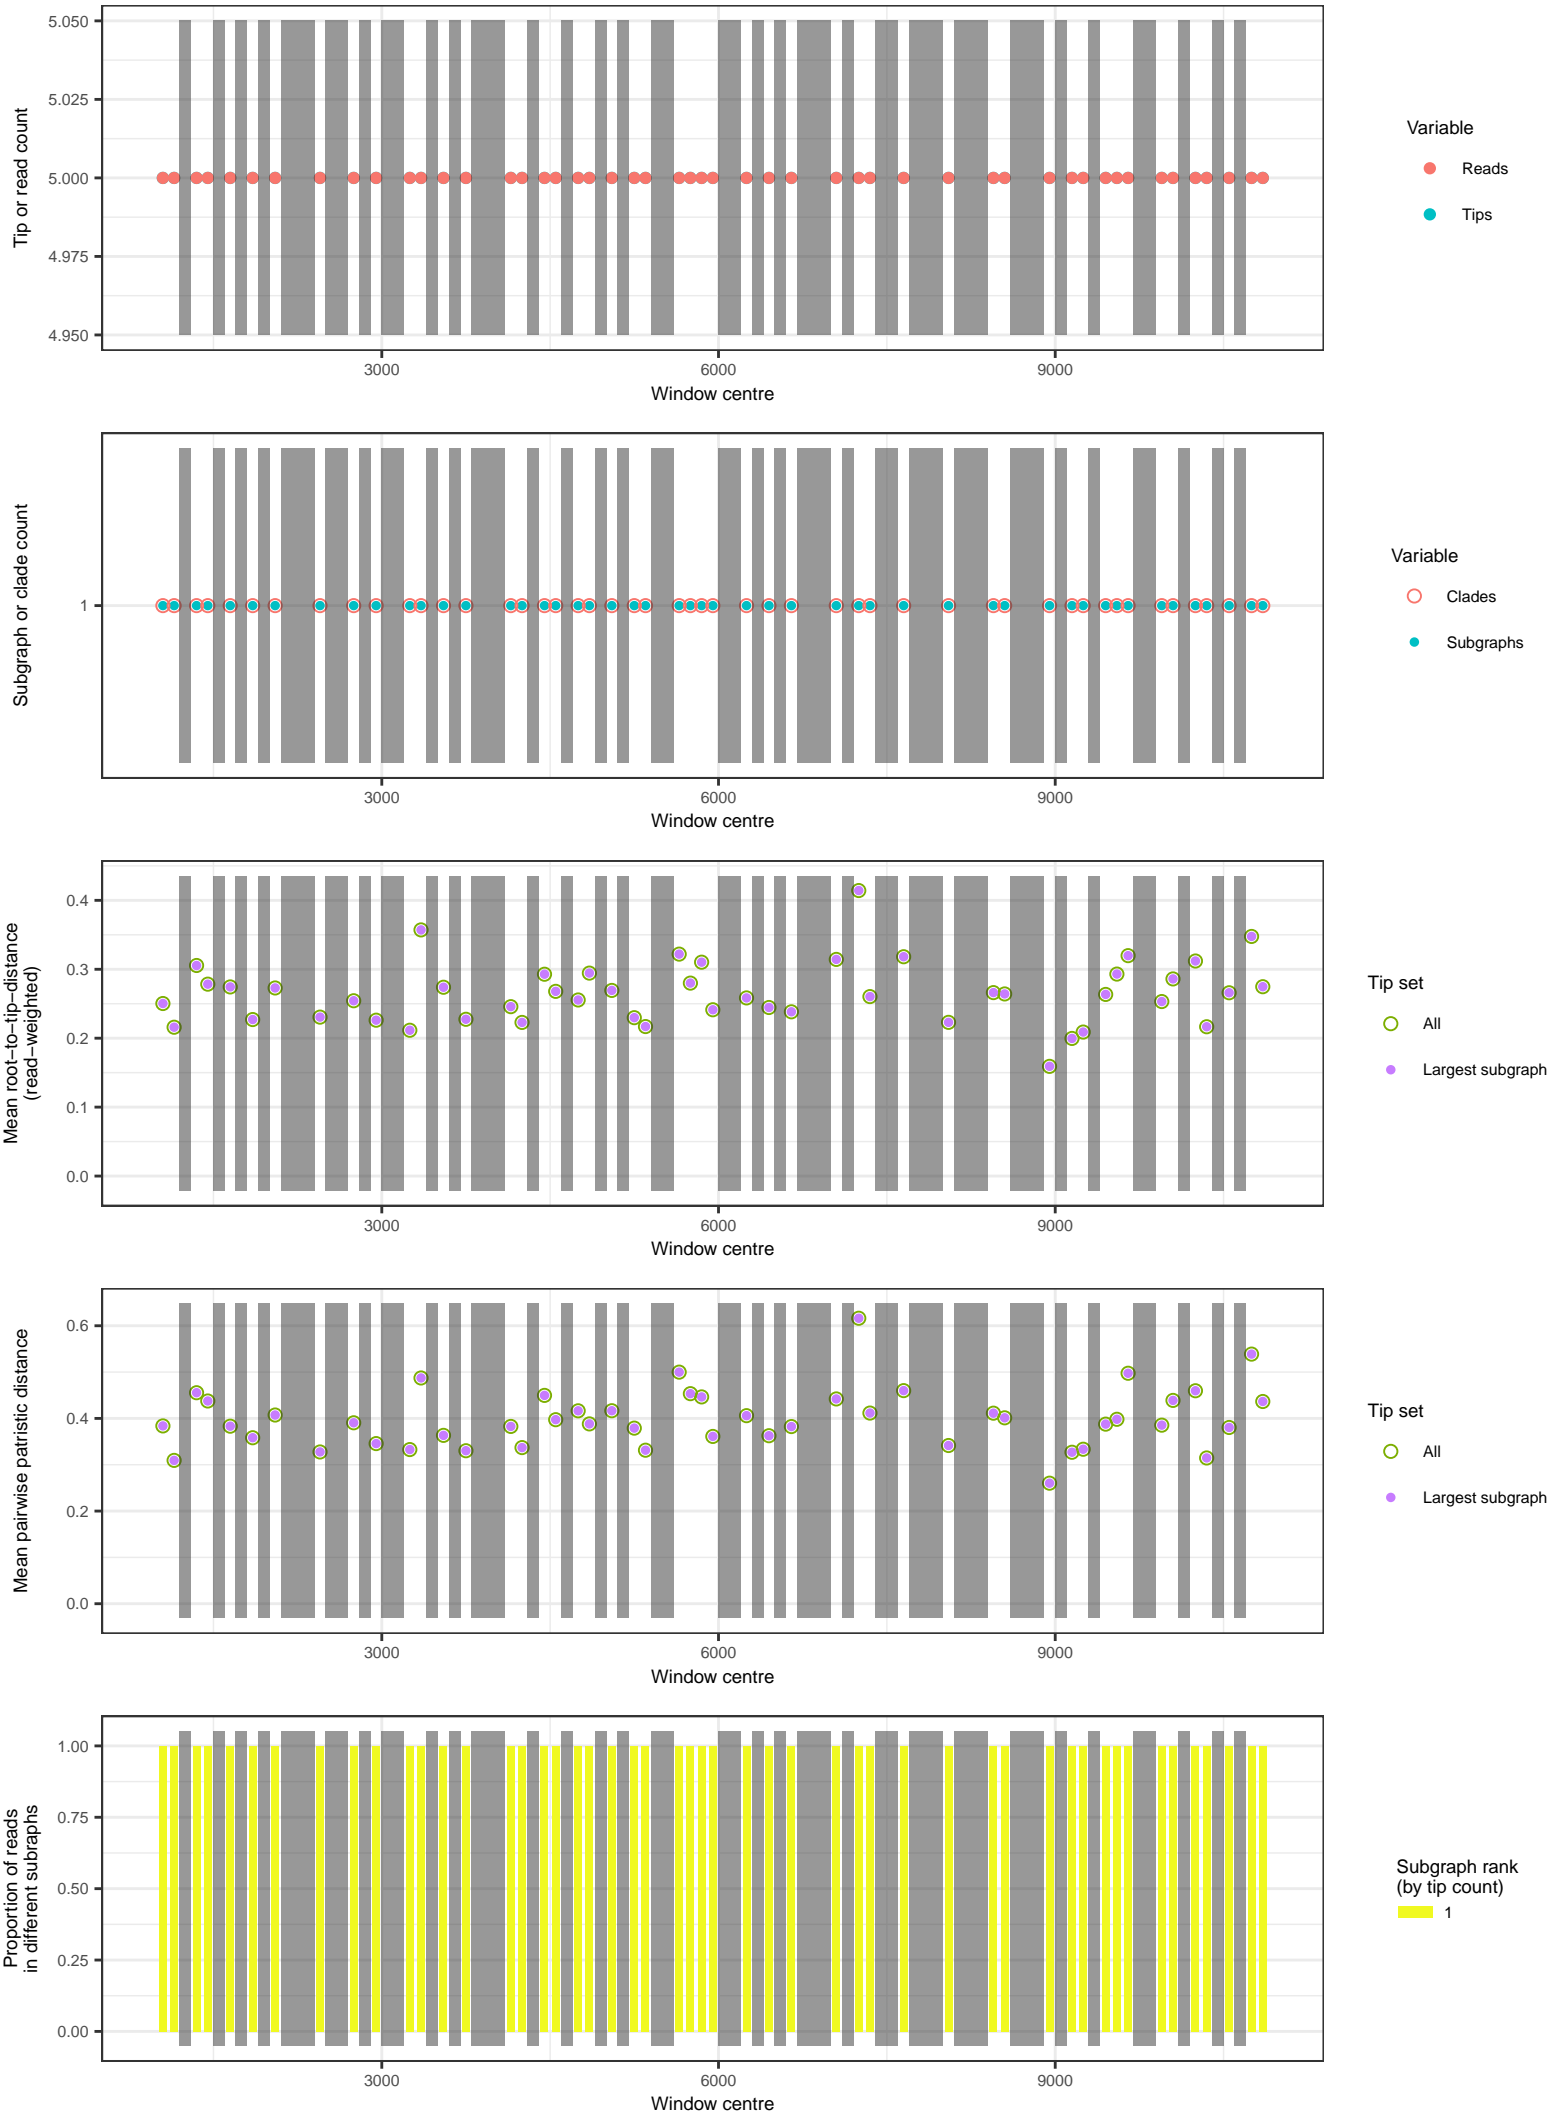 5.050
5.025
5.000
4.975
4.950
Tip or read count
3000
6000
9000
Window centre
Variable
Reads
Tips
1
Subgraph or clade count
3000
6000
9000
Window centre
Variable
Clades
Subgraphs
0.4
0.3
0.2
0.1
0.0
Mean root−to−tip−distance
(read−weighted)
3000
6000
9000
Window centre
Tip set
All
Largest subgraph
0.6
0.4
0.2
0.0
Mean pairwise patristic distance
3000
6000
9000
Window centre
Tip set
All
Largest subgraph
1.00
0.75
0.50
0.25
0.00
Proportion of reads
in different subraphs
3000
6000
9000
Window centre
Subgraph rank
(by tip count)
1